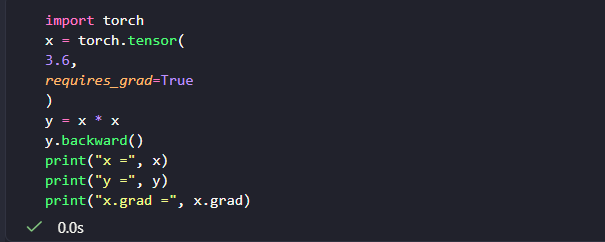 import torch
x = torch.tensor(
3.6,
requires_grad=True
)
y = x * x
y.backward()
print("x =", x)
print("y =", y)
print("x.grad =", x.grad)
0.0s